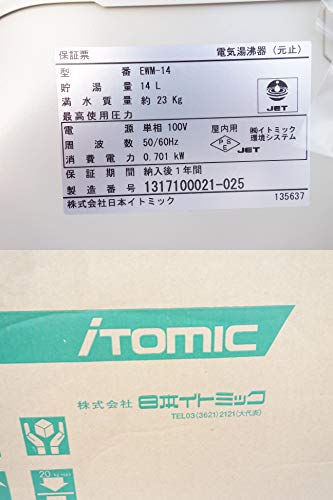 保証票 電気湯沸器（元止）
型 番 EWM-14
貯湯量 14 L
満水質量 約 23 Kg
最高使用圧力
JET
電源 単相 100V 屋内用 ㈱イトミック
周波数 50/60Hz 環境システム
消費電力 0.701 kW PSE JET
保証期間 納入後1年間
製造番号 1317100021-025
株式会社日本イトミック 135637
iTOMIC
株式会社 日本イトミック
TEL03(3621)2121(大代表)